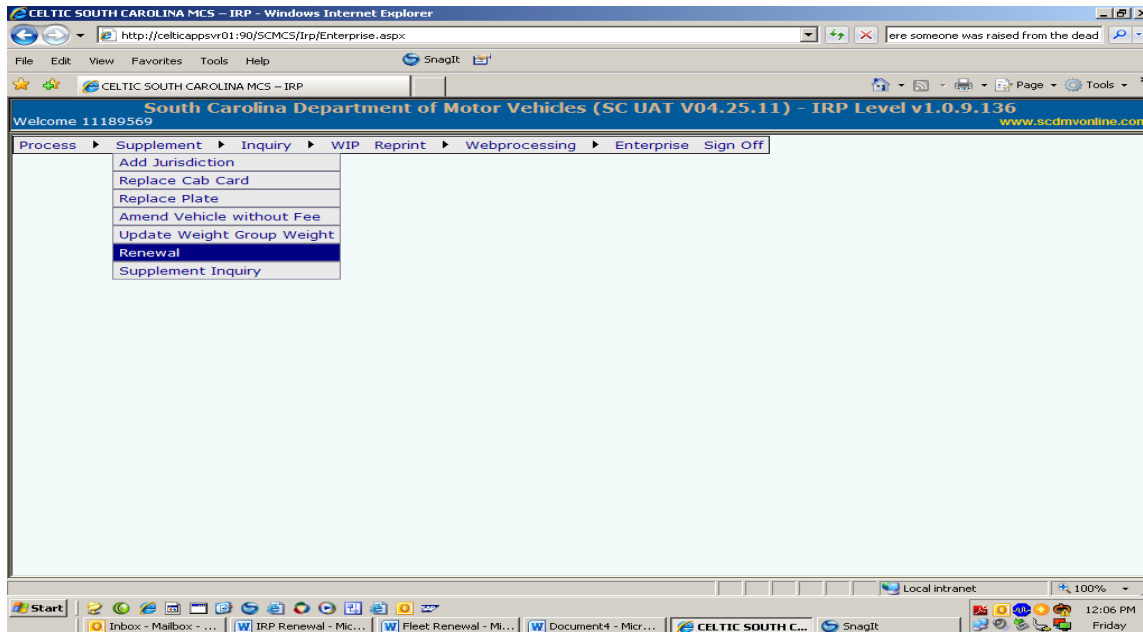 CELTIC SOUTH CAROLINA MCS – IRP - Windows Internet Explorer
http://celticappsvr01:90/SCMCS/Irp/Enterprise.aspx ere someone was raised from the dead
File Edit View Favorites Tools Help SnagIt
CELTIC SOUTH CAROLINA MCS – IRP Page Tools
South Carolina Department of Motor Vehicles (SC UAT V04.25.11) - IRP Level v1.0.9.136
Welcome 11189569 www.scdmvonline.com
Process Supplement Inquiry WIP Reprint Webprocessing Enterprise Sign Off
Add Jurisdiction
Replace Cab Card
Replace Plate
Amend Vehicle without Fee
Update Weight Group Weight
Renewal
Supplement Inquiry
Local intranet 100%
Start 12:06 PM
Inbox - Mailbox - ... IRP Renewal - Mic... Fleet Renewal - Mi... Document4 - Micr... CELTIC SOUTH C... SnagIt Friday